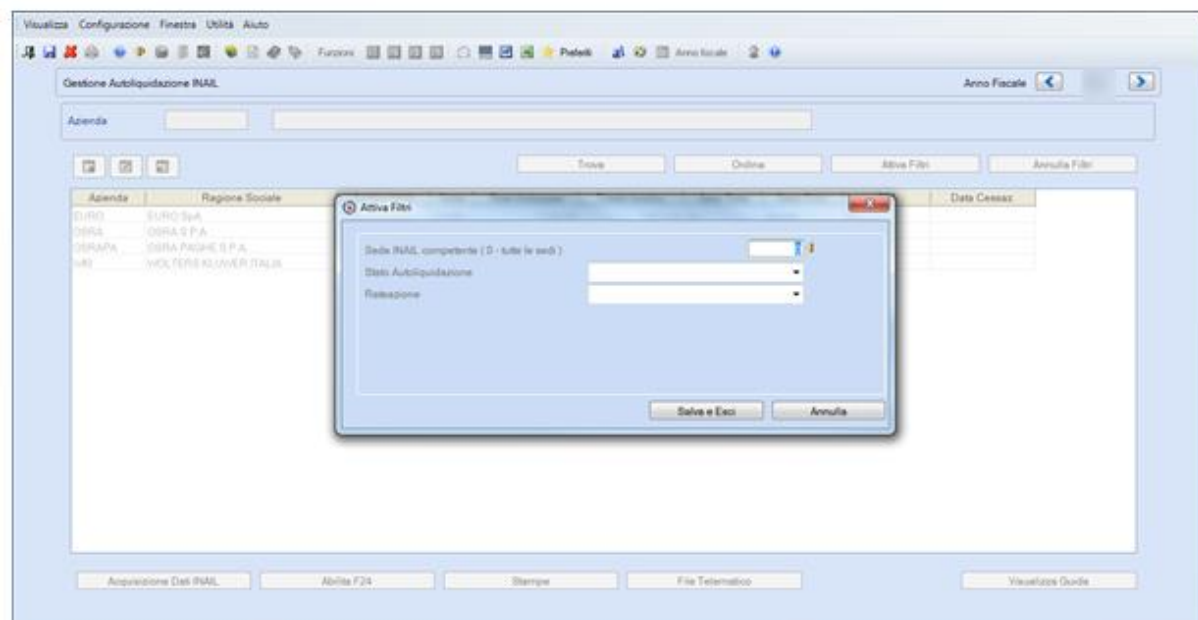 Visualizza Configurazione Finestra Utilità Aiuto
Funzioni Preferiti Anno fiscale
Gestione Autoliquidazione INAIL Anno Fiscale
Azienda
Trova Ordina Attiva Filtri Annulla Filtri
Azienda Ragione Sociale Data Cessaz
EURO EURO SpA
OSRA OSRA S.P.A.
OSRAPA OSRA PAGHE S.P.A.
WOLTERS KLUWER ITALIA
Attiva Filtri
Sede INAIL competente ( 0 - tutte le sedi )
Stato Autoliquidazione
Rateazione
Salva e Esci Annulla
Acquisizione Dati INAIL Abilita F24 Stampe File Telematico Visualizza Guida